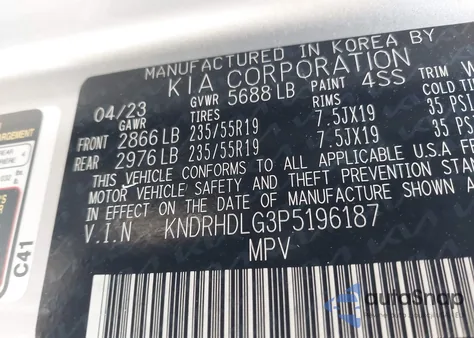 MANUFACTURED IN KOREA BY
KIA CORPORATION
04/23 GVWR 5688 LB PAINT 4SS TRIM
GAWR TIRES RIMS COLD
FRONT 2866 LB 235/55R19 7.5JX19 35 PSI
REAR 2976 LB 235/55R19 7.5JX19 35
THIS VEHICLE CONFORMS TO ALL APPLICABLE U.S.A
MOTOR VEHICLE SAFETY AND THEFT PREVENTION
IN EFFECT ON THE DATE OF MANUFACTURE SHOWN
V.I.N KNDRHDLG3P5196187
MPV
C41
autoSnap